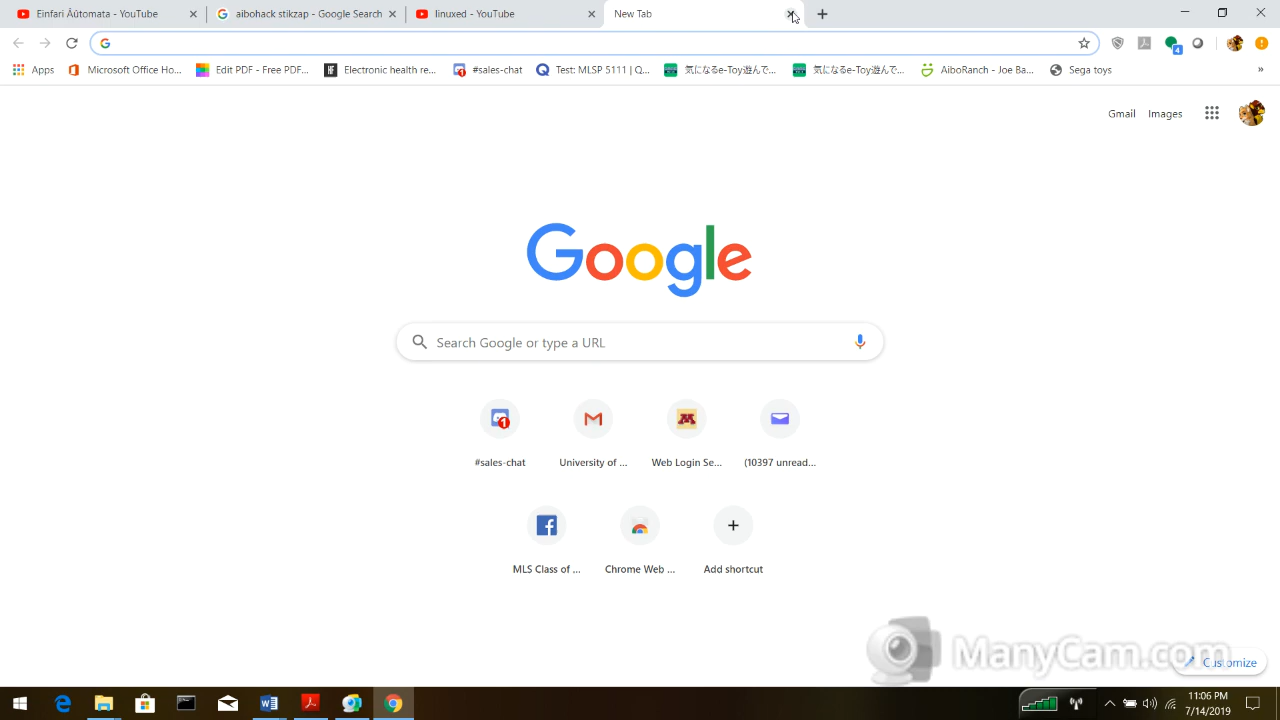 Einfari Äûtomata - YouTube
aibohack stikzap - Google Search
linuxed - YouTube
New Tab
Apps
Microsoft Office Ho...
Edit PDF - Free PDF...
Electronic health re...
#sales-chat
Test: MLSP 5111 | Q...
気になるe-Toy遊んで...
気になるe-Toy遊んで...
AiboRanch - Joe Ba...
Sega toys
»
Gmail
Images
Google
Search Google or type a URL
#sales-chat
University of ...
Web Login Se...
(10397 unread...
MLS Class of ...
Chrome Web ...
Add shortcut
ManyCam.com
Customize
11:06 PM
7/14/2019